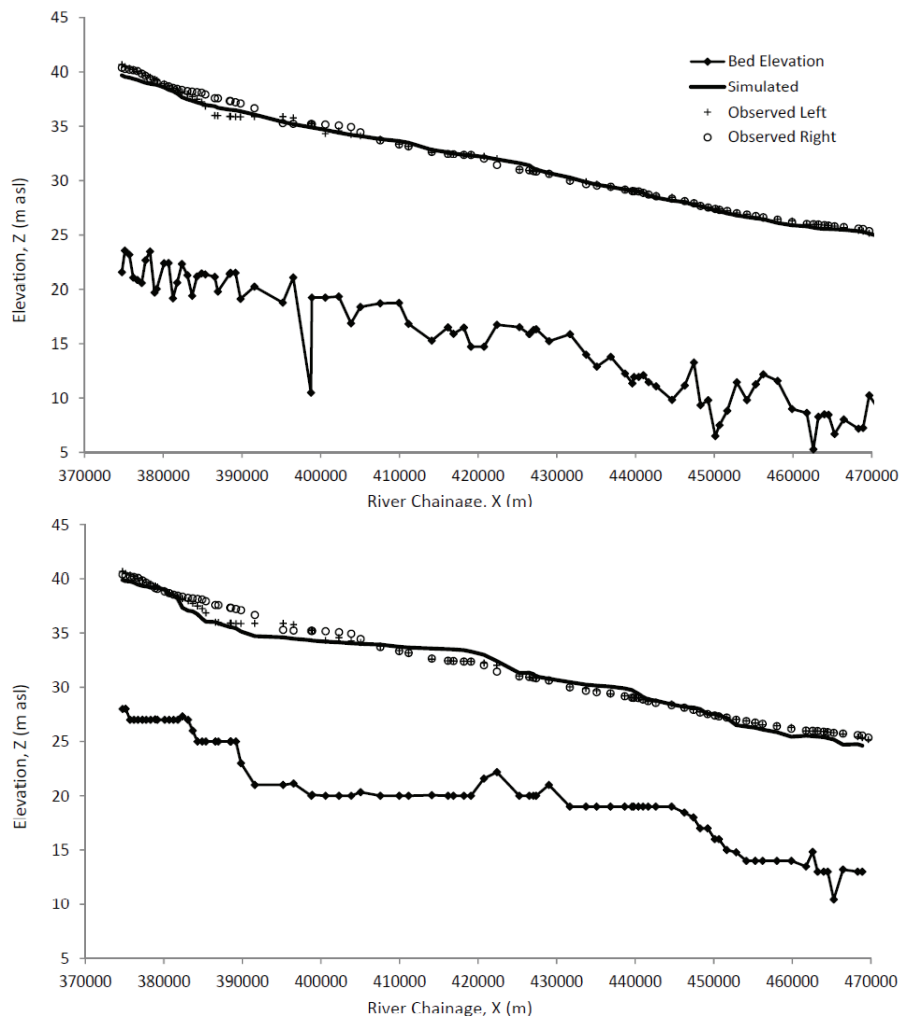 45
40
35
30
25
20
15
10
5
Elevation, Z (m asl)
Bed Elevation
Simulated
Observed Left
Observed Right
370000 380000 390000 400000 410000 420000 430000 440000 450000 460000 470000
River Chainage, X (m)
45
40
35
30
25
20
15
10
5
Elevation, Z (m asl)
370000 380000 390000 400000 410000 420000 430000 440000 450000 460000 470000
River Chainage, X (m)